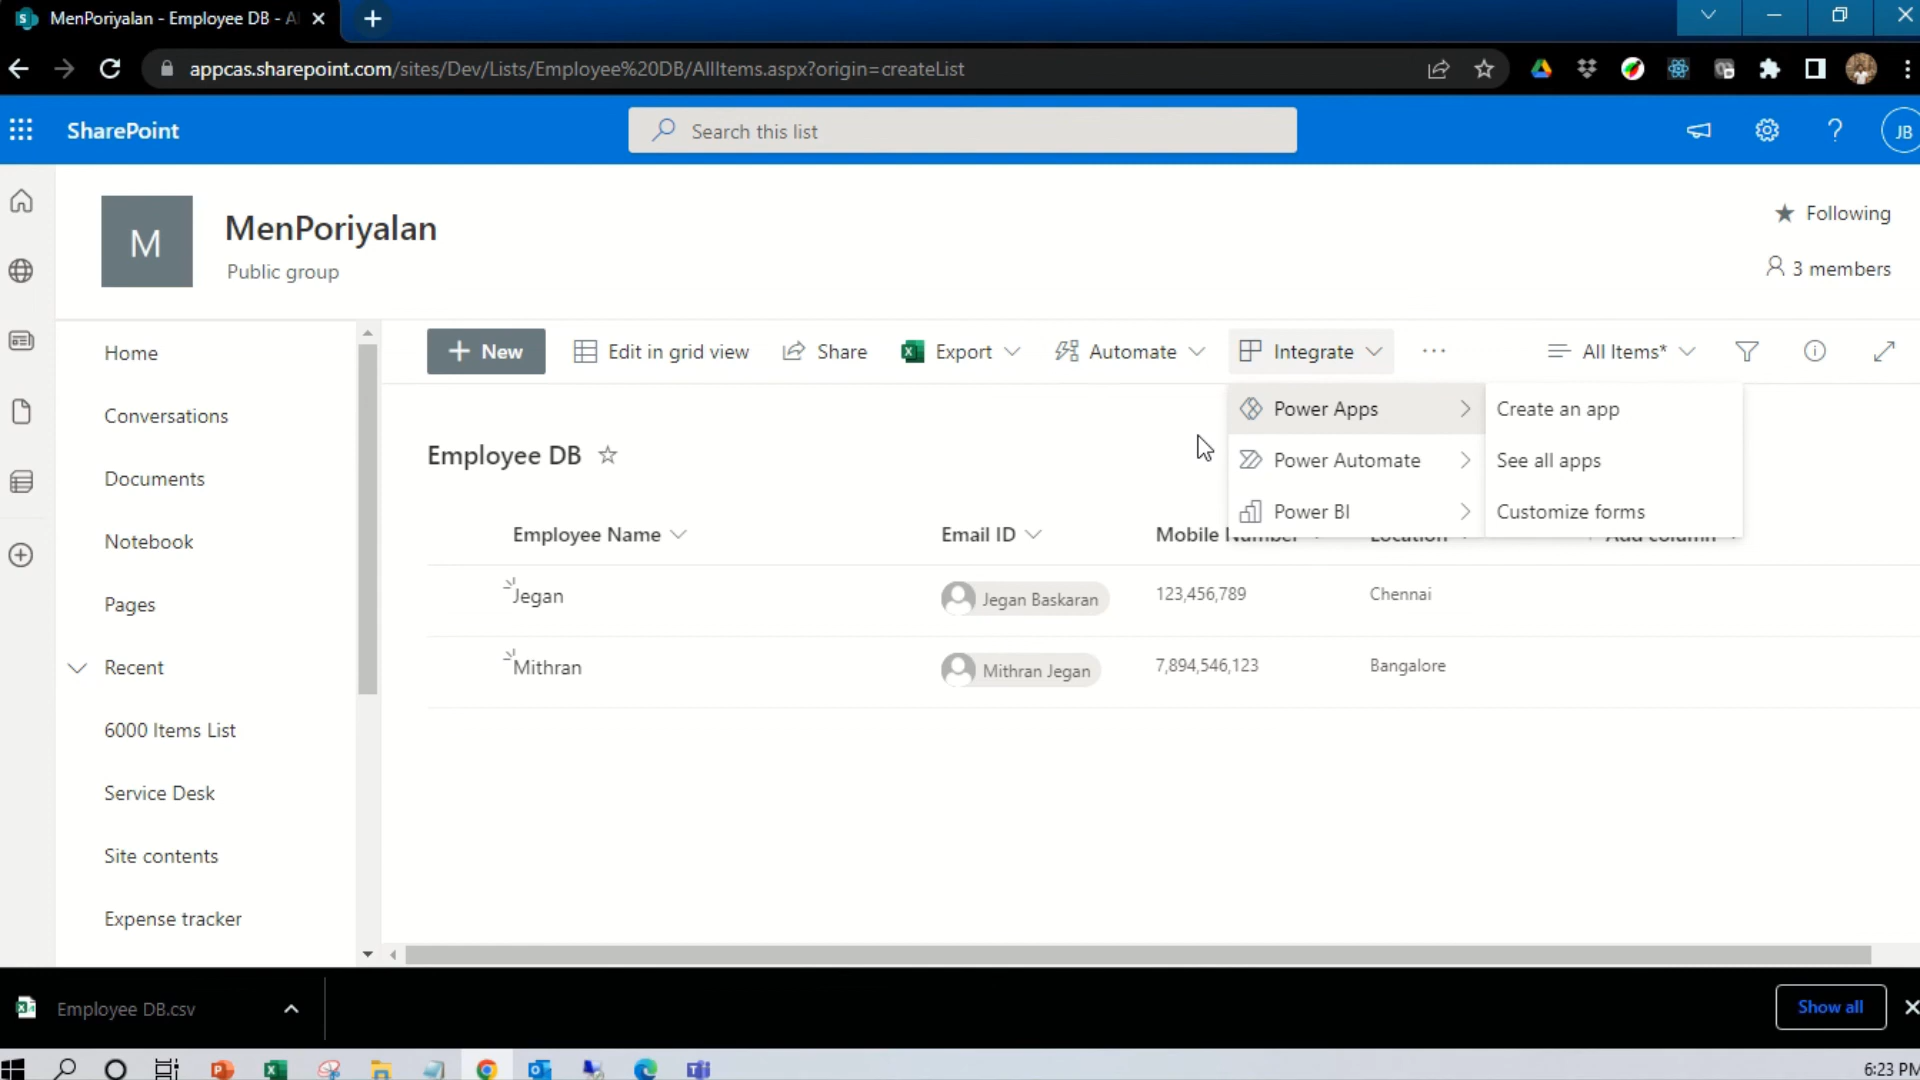 MenPoriyalan - Employee DB - Al
appcas.sharepoint.com/sites/Dev/Lists/Employee%20DB/AllItems.aspx?origin=createList
SharePoint
Search this list
JB
M
MenPoriyalan
Public group
Following
3 members
Home
Conversations
Documents
Notebook
Pages
Recent
6000 Items List
Service Desk
Site contents
Expense tracker
New
Edit in grid view
Share
Export
Automate
Integrate
All Items*
Power Apps
Power Automate
Power BI
Create an app
See all apps
Customize forms
Employee DB
Employee Name
Email ID
Mobile Number
Location
Add column
Jegan
Jegan Baskaran
123,456,789
Chennai
Mithran
Mithran Jegan
7,894,546,123
Bangalore
Employee DB.csv
Show all
6:23 PM